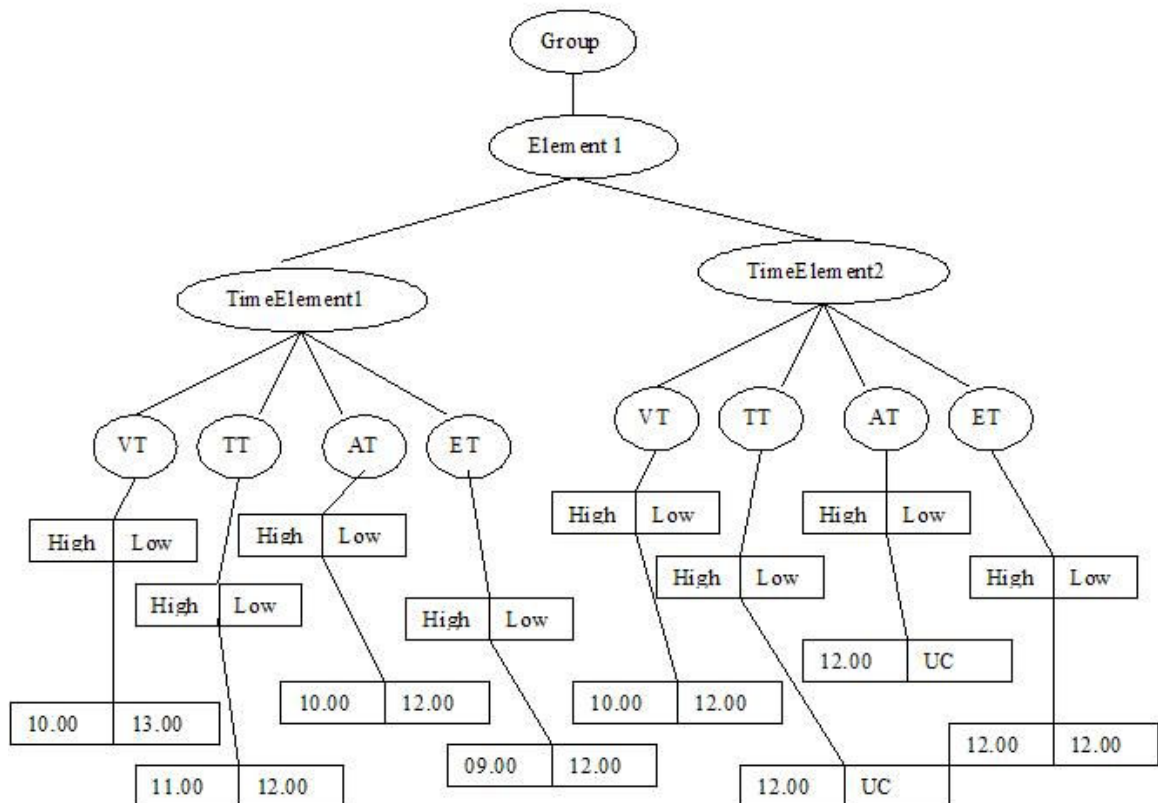 Group
Element 1
TimeElement1
TimeElement2
VT TT AT ET
VT TT AT ET
High Low
High Low
High Low
High Low
High Low
High Low
High Low
High Low
10.00 13.00
11.00 12.00
10.00 12.00
09.00 12.00
10.00 12.00
12.00 UC
12.00 UC
12.00 12.00